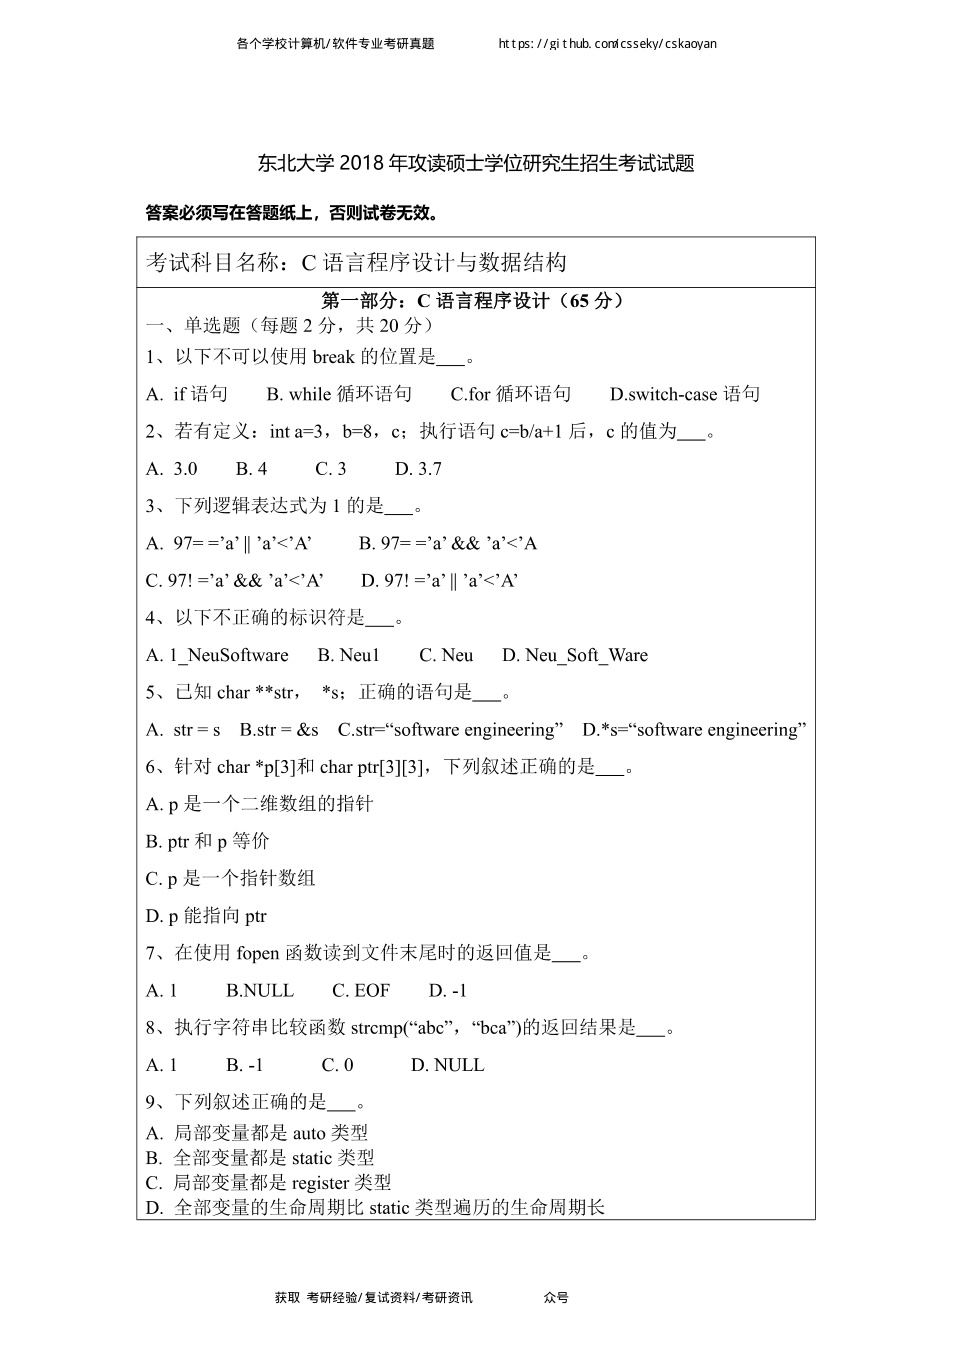 各个学校计算机/软件专业考研真题 https://github.com/csseky/cskaoyan
东北大学 2018 年攻读硕士学位研究生招生考试试题
答案必须写在答题纸上，否则试卷无效。
考试科目名称：C 语言程序设计与数据结构
第一部分：C 语言程序设计（65 分）
一、单选题（每题 2 分，共 20 分）
1、以下不可以使用 break 的位置是___。
A. if 语句 B. while 循环语句 C.for 循环语句 D.switch-case 语句
2、若有定义：int a=3，b=8，c；执行语句 c=b/a+1 后，c 的值为___。
A. 3.0 B. 4 C. 3 D. 3.7
3、下列逻辑表达式为 1 的是___。
A. 97= =’a’ || ’a’<’A’ B. 97= =’a’ && ’a’<’A
C. 97! =’a’ && ’a’<’A’ D. 97! =’a’ || ’a’<’A’
4、以下不正确的标识符是___。
A. 1_NeuSoftware B. Neu1 C. Neu D. Neu_Soft_Ware
5、已知 char **str， *s；正确的语句是___。
A. str = s B.str = &s C.str=“software engineering” D.*s=“software engineering”
6、针对 char *p[3]和 char ptr[3][3]，下列叙述正确的是___。
A. p 是一个二维数组的指针
B. ptr 和 p 等价
C. p 是一个指针数组
D. p 能指向 ptr
7、在使用 fopen 函数读到文件末尾时的返回值是___。
A. 1 B.NULL C. EOF D. -1
8、执行字符串比较函数 strcmp(“abc”，“bca”)的返回结果是___。
A. 1 B. -1 C. 0 D. NULL
9、下列叙述正确的是___。
A. 局部变量都是 auto 类型
B. 全部变量都是 static 类型
C. 局部变量都是 register 类型
D. 全部变量的生命周期比 static 类型遍历的生命周期长
获取 考研经验/复试资料/考研资讯 众号